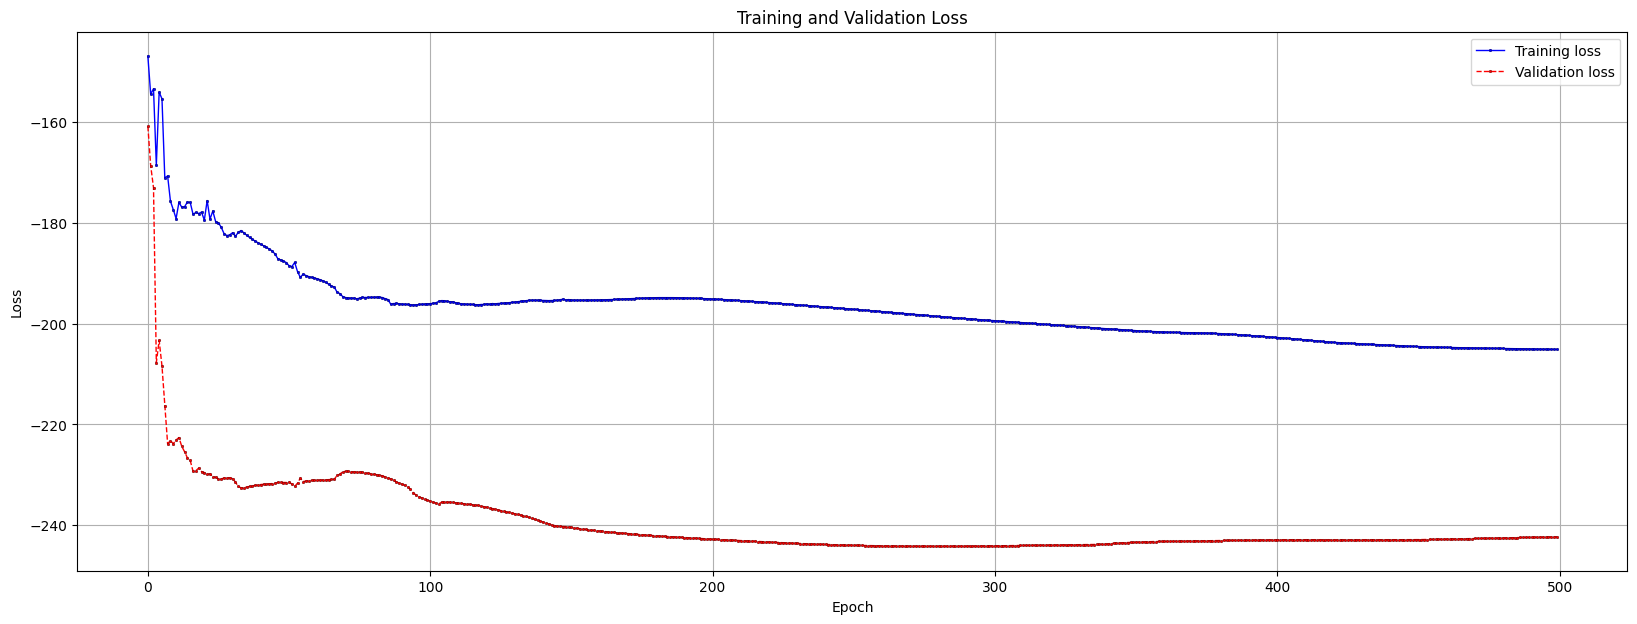 Training and Validation Loss
Training loss
Validation loss
Loss
−160
−180
−200
−220
−240
0
100
200
300
400
500
Epoch